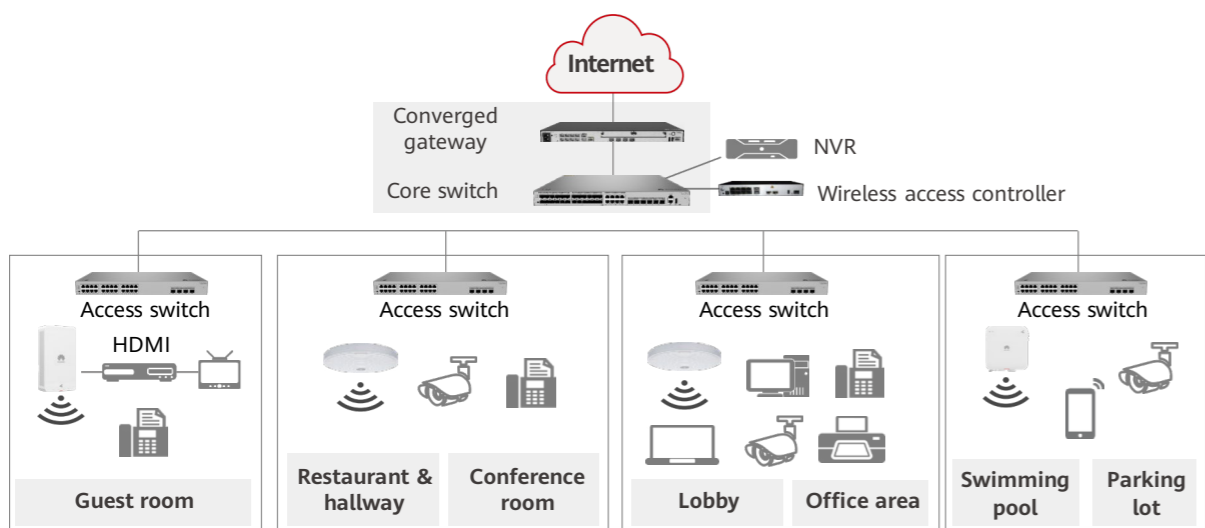 Internet
Converged
gateway
NVR
Core switch
Wireless access controller
Access switch
Access switch
Access switch
Access switch
HDMI
Guest room
Restaurant &
hallway
Conference
room
Lobby
Office area
Swimming
pool
Parking
lot